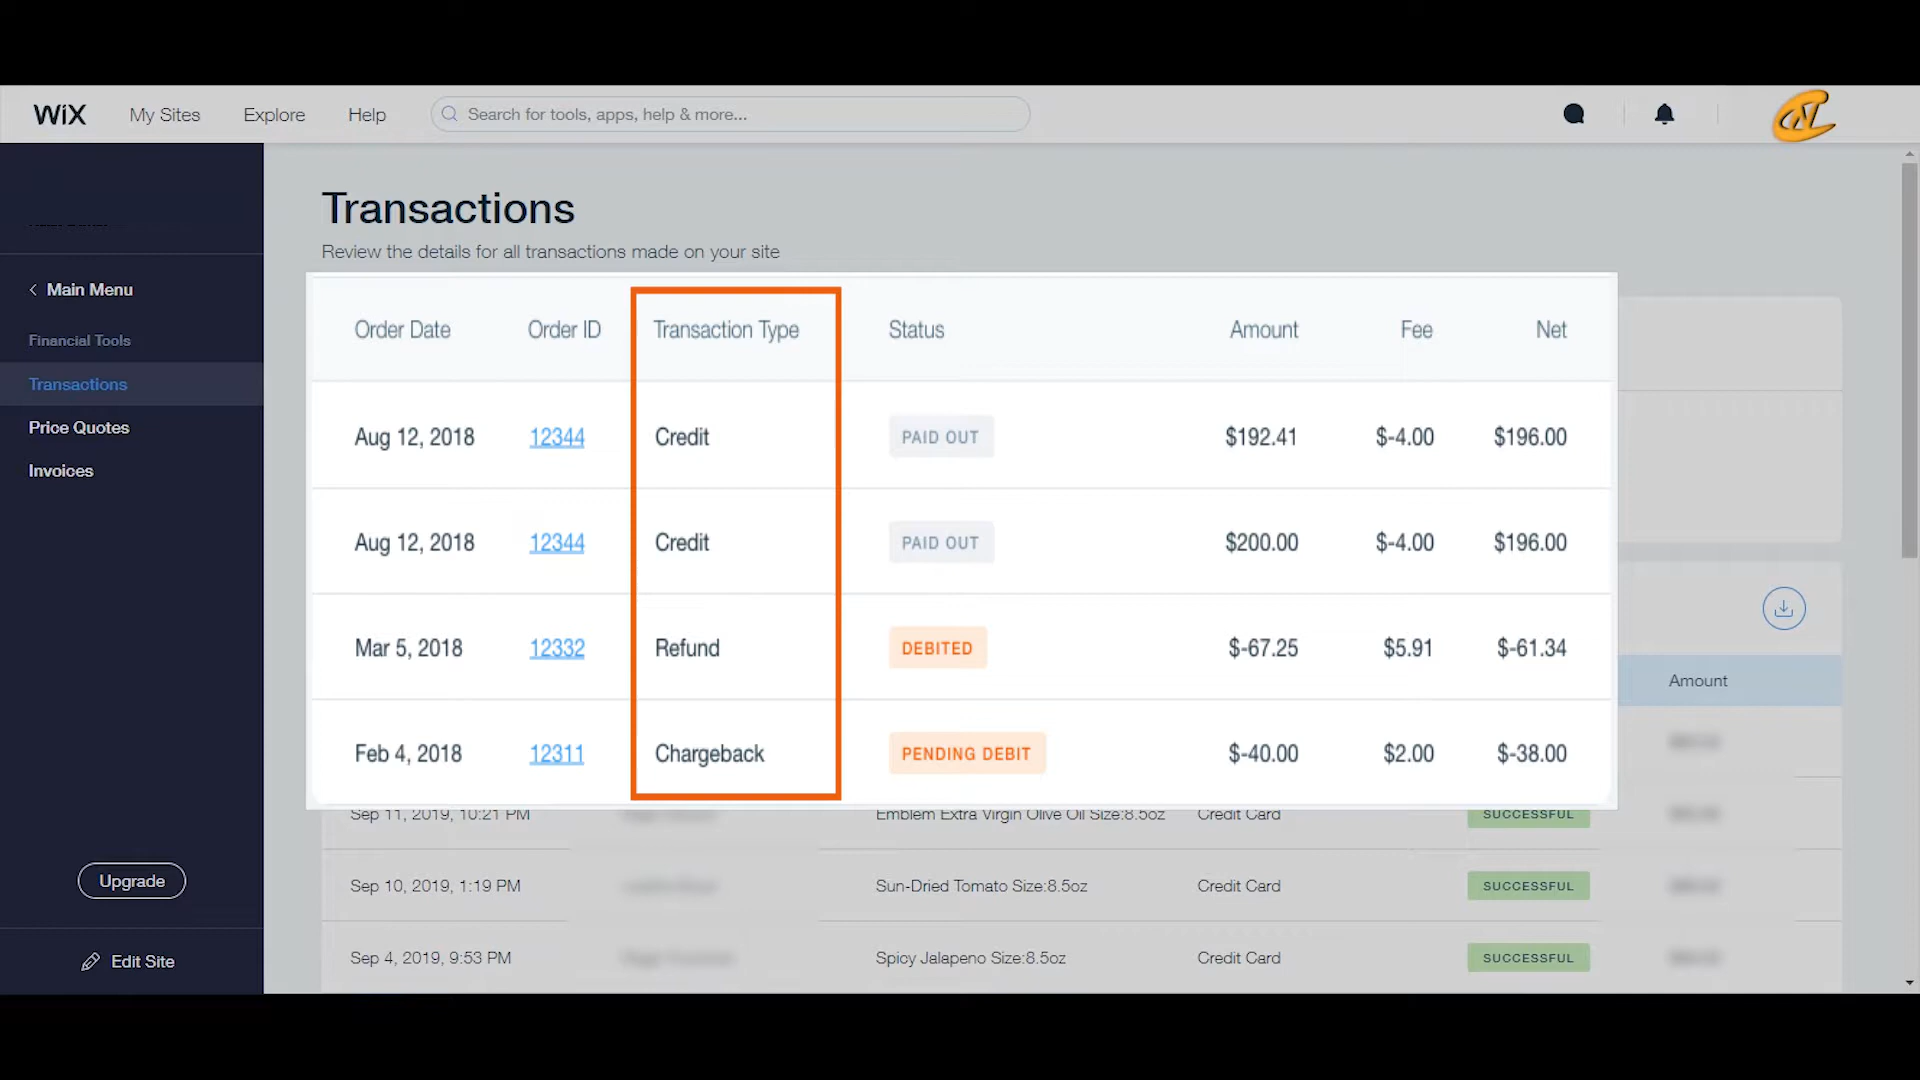 WiX My Sites Explore Help Search for tools, apps, help & more...
Transactions
Review the details for all transactions made on your site
Main Menu
Financial Tools
Transactions
Price Quotes
Invoices
Upgrade
Edit Site
Order Date Order ID Transaction Type Status Amount Fee Net
Aug 12, 2018 12344 Credit PAID OUT $192.41 $-4.00 $196.00
Aug 12, 2018 12344 Credit PAID OUT $200.00 $-4.00 $196.00
Mar 5, 2018 12332 Refund DEBITED $-67.25 $5.91 $-61.34
Feb 4, 2018 12311 Chargeback PENDING DEBIT $-40.00 $2.00 $-38.00
Amount
Sep 11, 2019, 10:21 PM Emblem Extra Virgin Olive Oil Size:8.5oz Credit Card SUCCESSFUL
Sep 10, 2019, 1:19 PM Sun-Dried Tomato Size:8.5oz Credit Card SUCCESSFUL
Sep 4, 2019, 9:53 PM Spicy Jalapeno Size:8.5oz Credit Card SUCCESSFUL